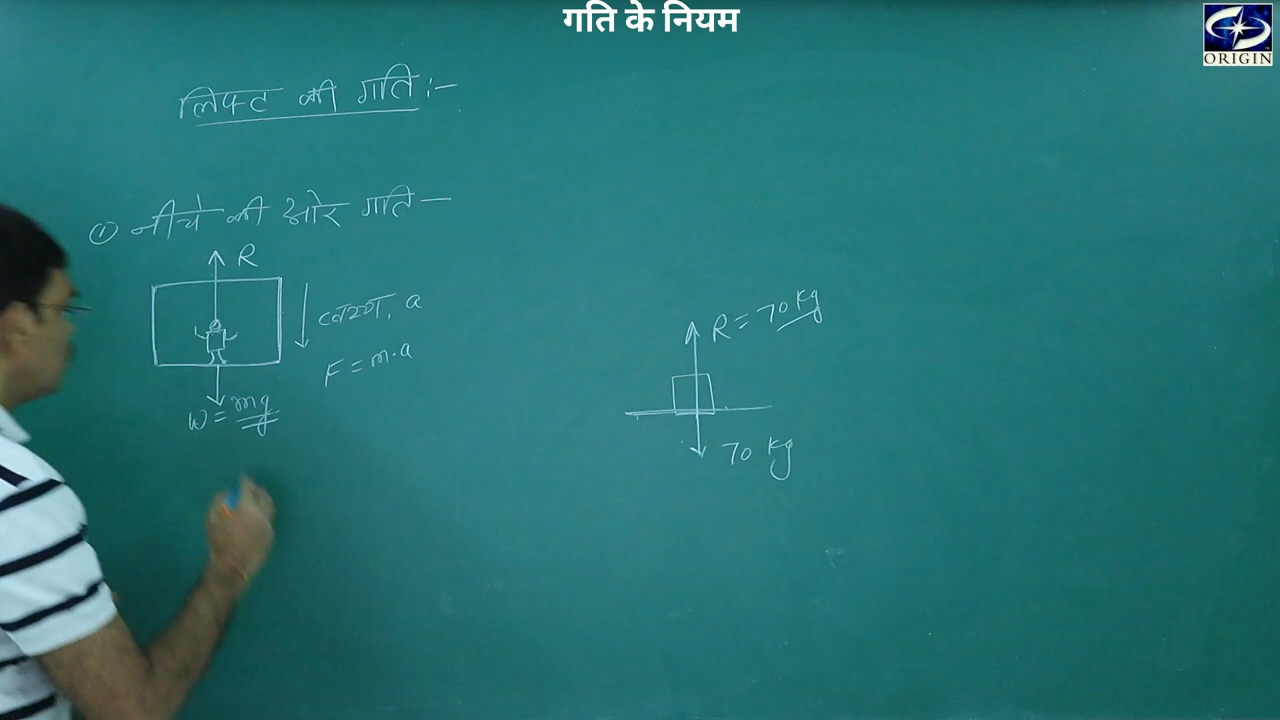 गति के नियम
ORIGIN
लिफ्ट की गति :-
① नीचे की ओर गति -
R
त्वरण, a
F = m.a
W = mg
R = 70 kg
70 kg